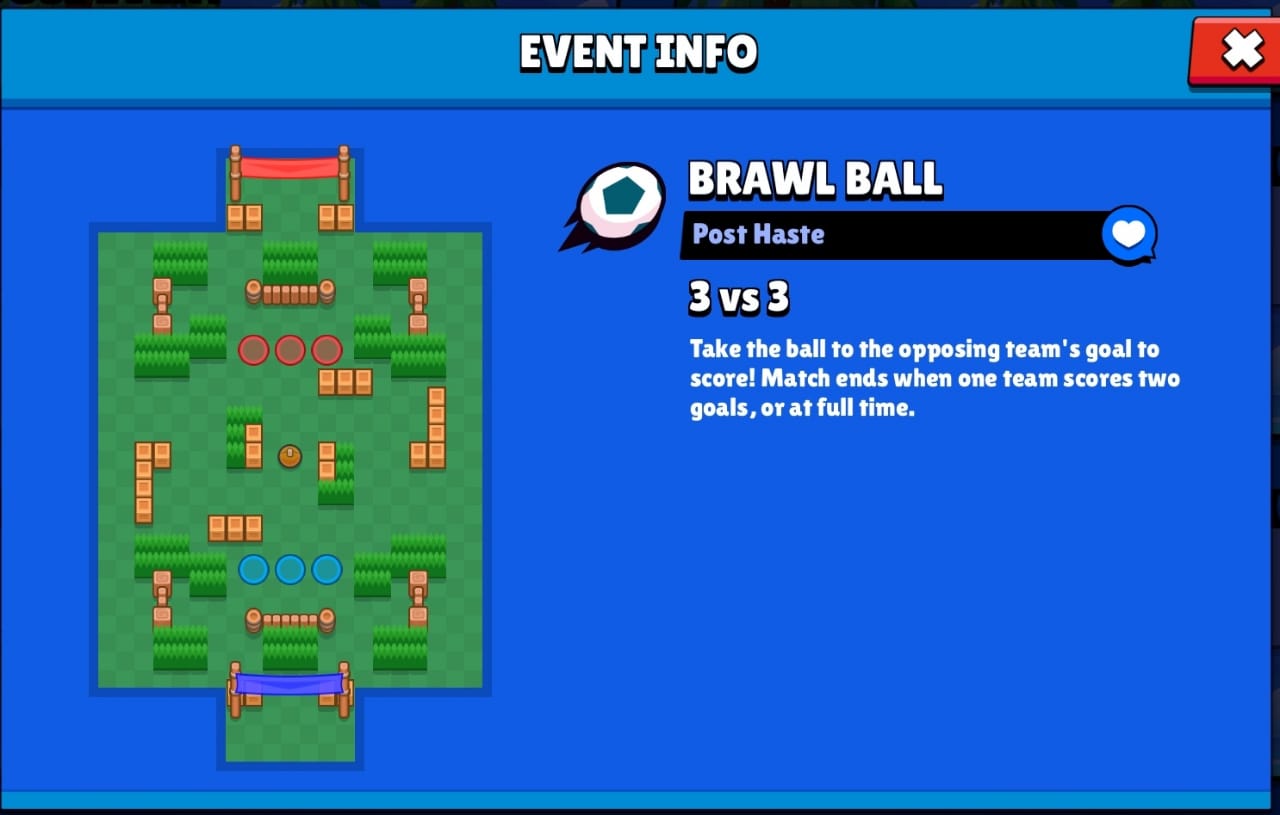 EVENT INFO
BRAWL BALL
Post Haste
3 vs 3
Take the ball to the opposing team's goal to
score! Match ends when one team scores two
goals, or at full time.